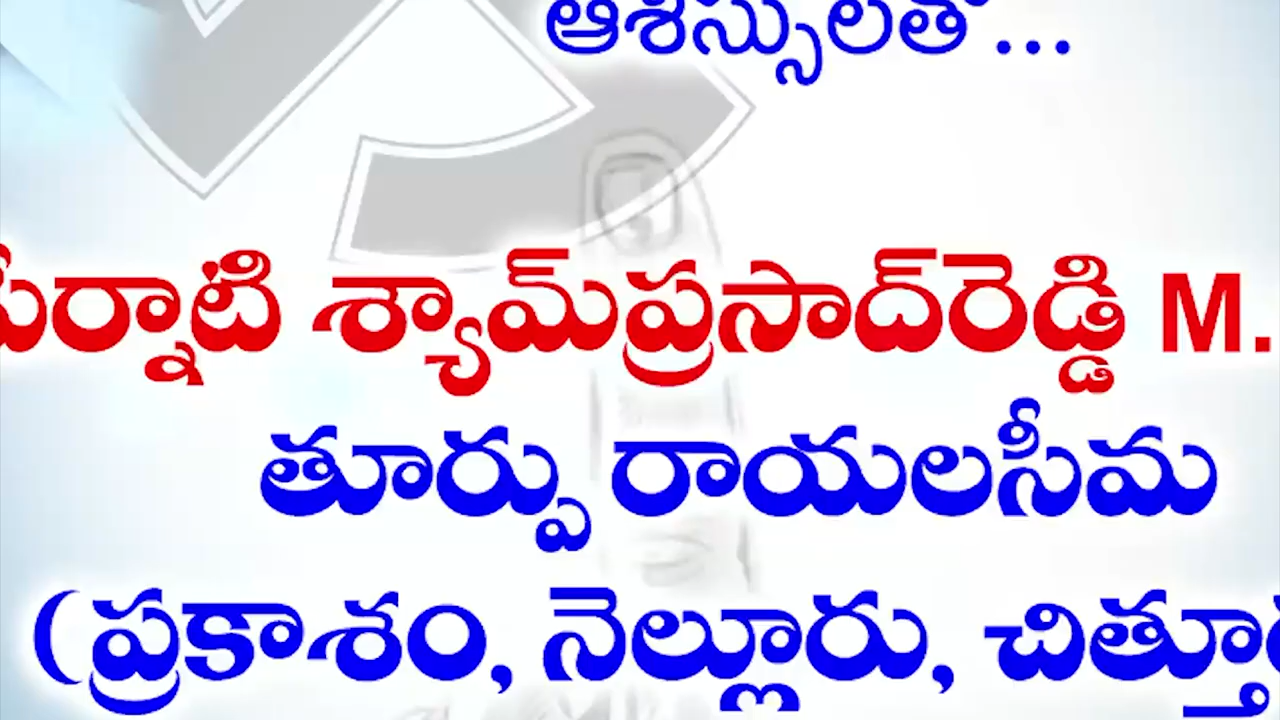 ఆశీస్సులతో...
పేర్నాటి శ్యామ్‌ప్రసాద్‌రెడ్డి M.
తూర్పు రాయలసీమ
(ప్రకాశం, నెల్లూరు, చిత్తూరు